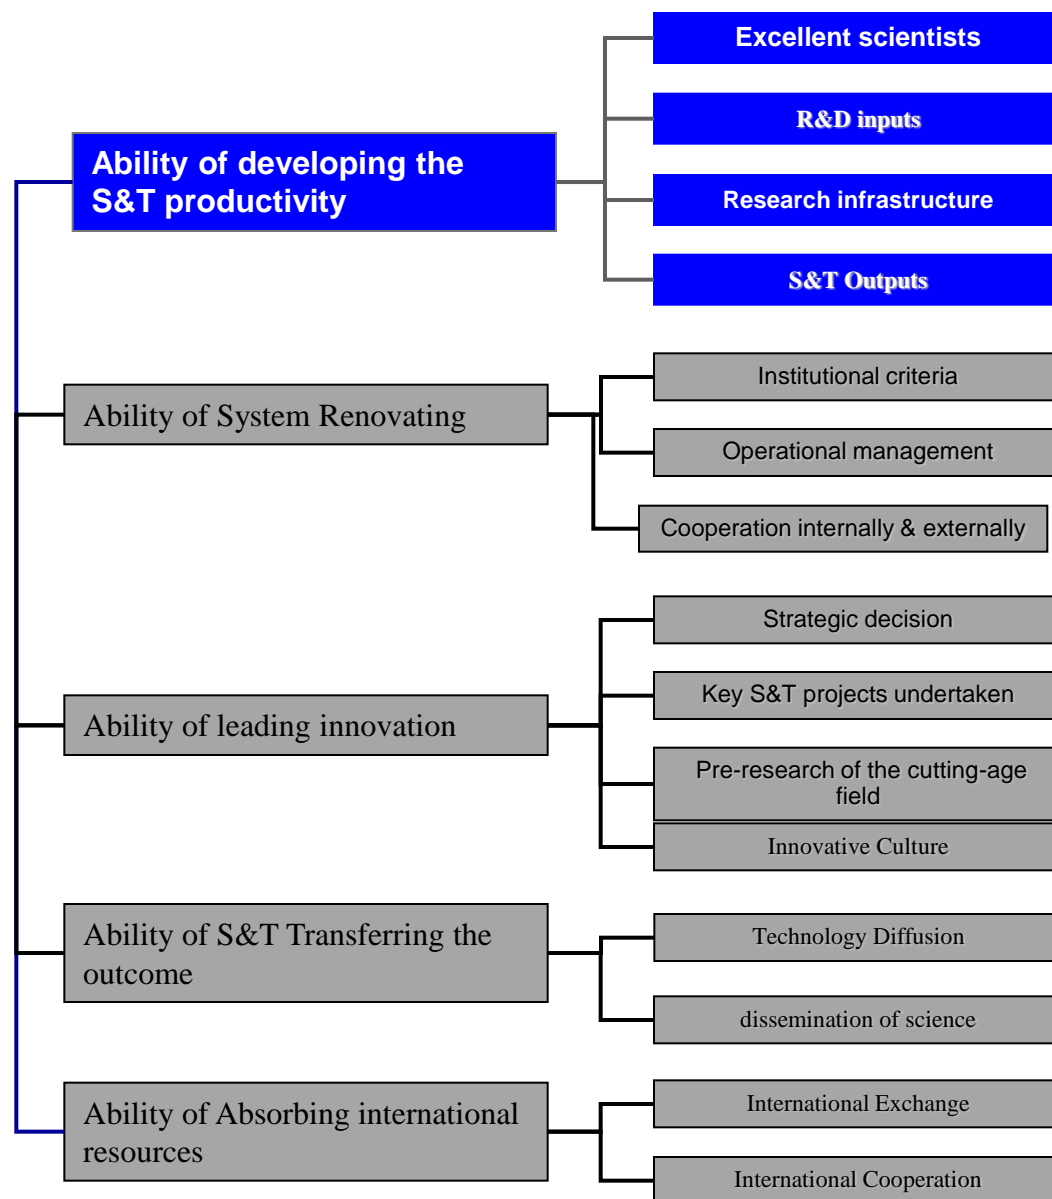 Excellent scientists
R&D inputs
Ability of developing the
S&T productivity
Research infrastructure
S&T Outputs
Institutional criteria
Ability of System Renovating
Operational management
Cooperation internally & externally
Strategic decision
Key S&T projects undertaken
Ability of leading innovation
Pre-research of the cutting-age
field
Innovative Culture
Ability of S&T Transferring the
outcome
Technology Diffusion
dissemination of science
Ability of Absorbing international
resources
International Exchange
International Cooperation